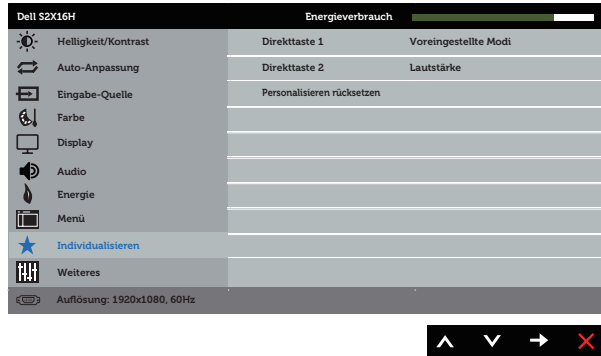 Dell S2X16H Energieverbrauch
Helligkeit/Kontrast Direkttaste 1 Voreingestellte Modi
Auto-Anpassung Direkttaste 2 Lautstärke
Eingabe-Quelle Personalisieren rücksetzen
Farbe
Display
Audio
Energie
Menü
Individualisieren
Weiteres
Auflösung: 1920x1080, 60Hz